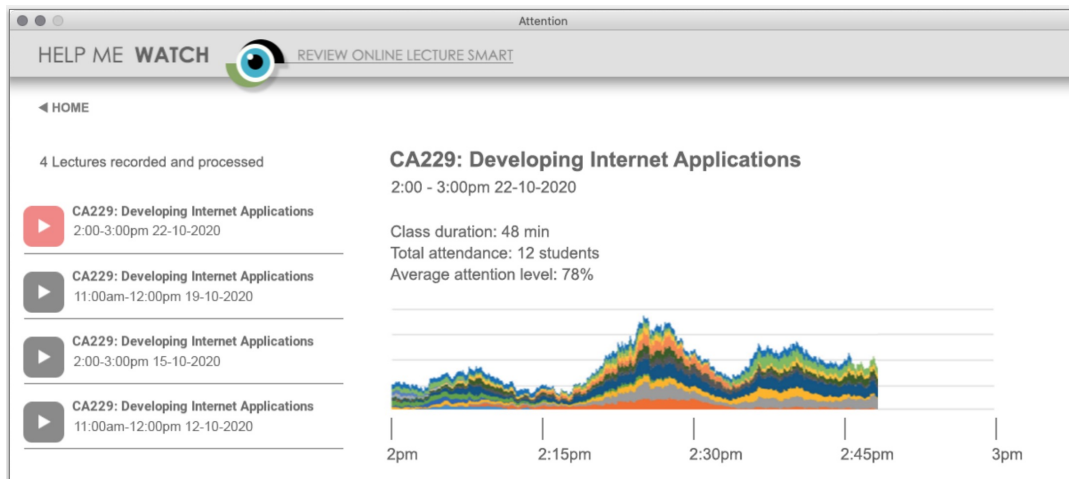 Attention
HELP ME WATCH
REVIEW ONLINE LECTURE SMART
◀ HOME
4 Lectures recorded and processed
CA229: Developing Internet Applications
2:00-3:00pm 22-10-2020
CA229: Developing Internet Applications
11:00am-12:00pm 19-10-2020
CA229: Developing Internet Applications
2:00-3:00pm 15-10-2020
CA229: Developing Internet Applications
11:00am-12:00pm 12-10-2020
CA229: Developing Internet Applications
2:00 - 3:00pm 22-10-2020
Class duration: 48 min
Total attendance: 12 students
Average attention level: 78%
2pm 2:15pm 2:30pm 2:45pm 3pm